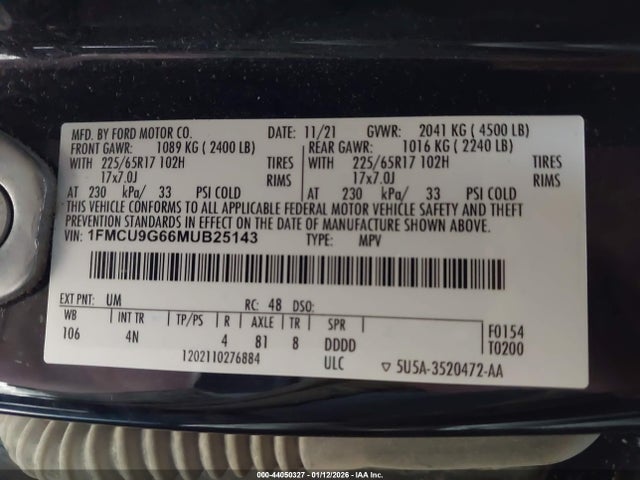 MFD. BY FORD MOTOR CO. DATE: 11/21 GVWR: 2041 KG ( 4500 LB)
FRONT GAWR: 1089 KG ( 2400 LB) REAR GAWR: 1016 KG ( 2240 LB)
WITH 225/65R17 102H TIRES WITH 225/65R17 102H TIRES
17x7.0J RIMS 17x7.0J RIMS
AT 230 kPa/ 33 PSI COLD AT 230 kPa/ 33 PSI COLD
THIS VEHICLE CONFORMS TO ALL APPLICABLE FEDERAL MOTOR VEHICLE SAFETY AND THEFT
PREVENTION STANDARDS IN EFFECT ON THE DATE OF MANUFACTURE SHOWN ABOVE.
VIN: 1FMCU9G66MUB25143 TYPE: MPV
EXT PNT: UM RC: 48 DSO:
WB INT TR TP/PS R AXLE TR SPR F0154
106 4N 4 81 8 DDDD T0200
1202110276884 ULC ▽ 5U5A-3520472-AA
000-44050327 - 01/12/2026 - IAA Inc.